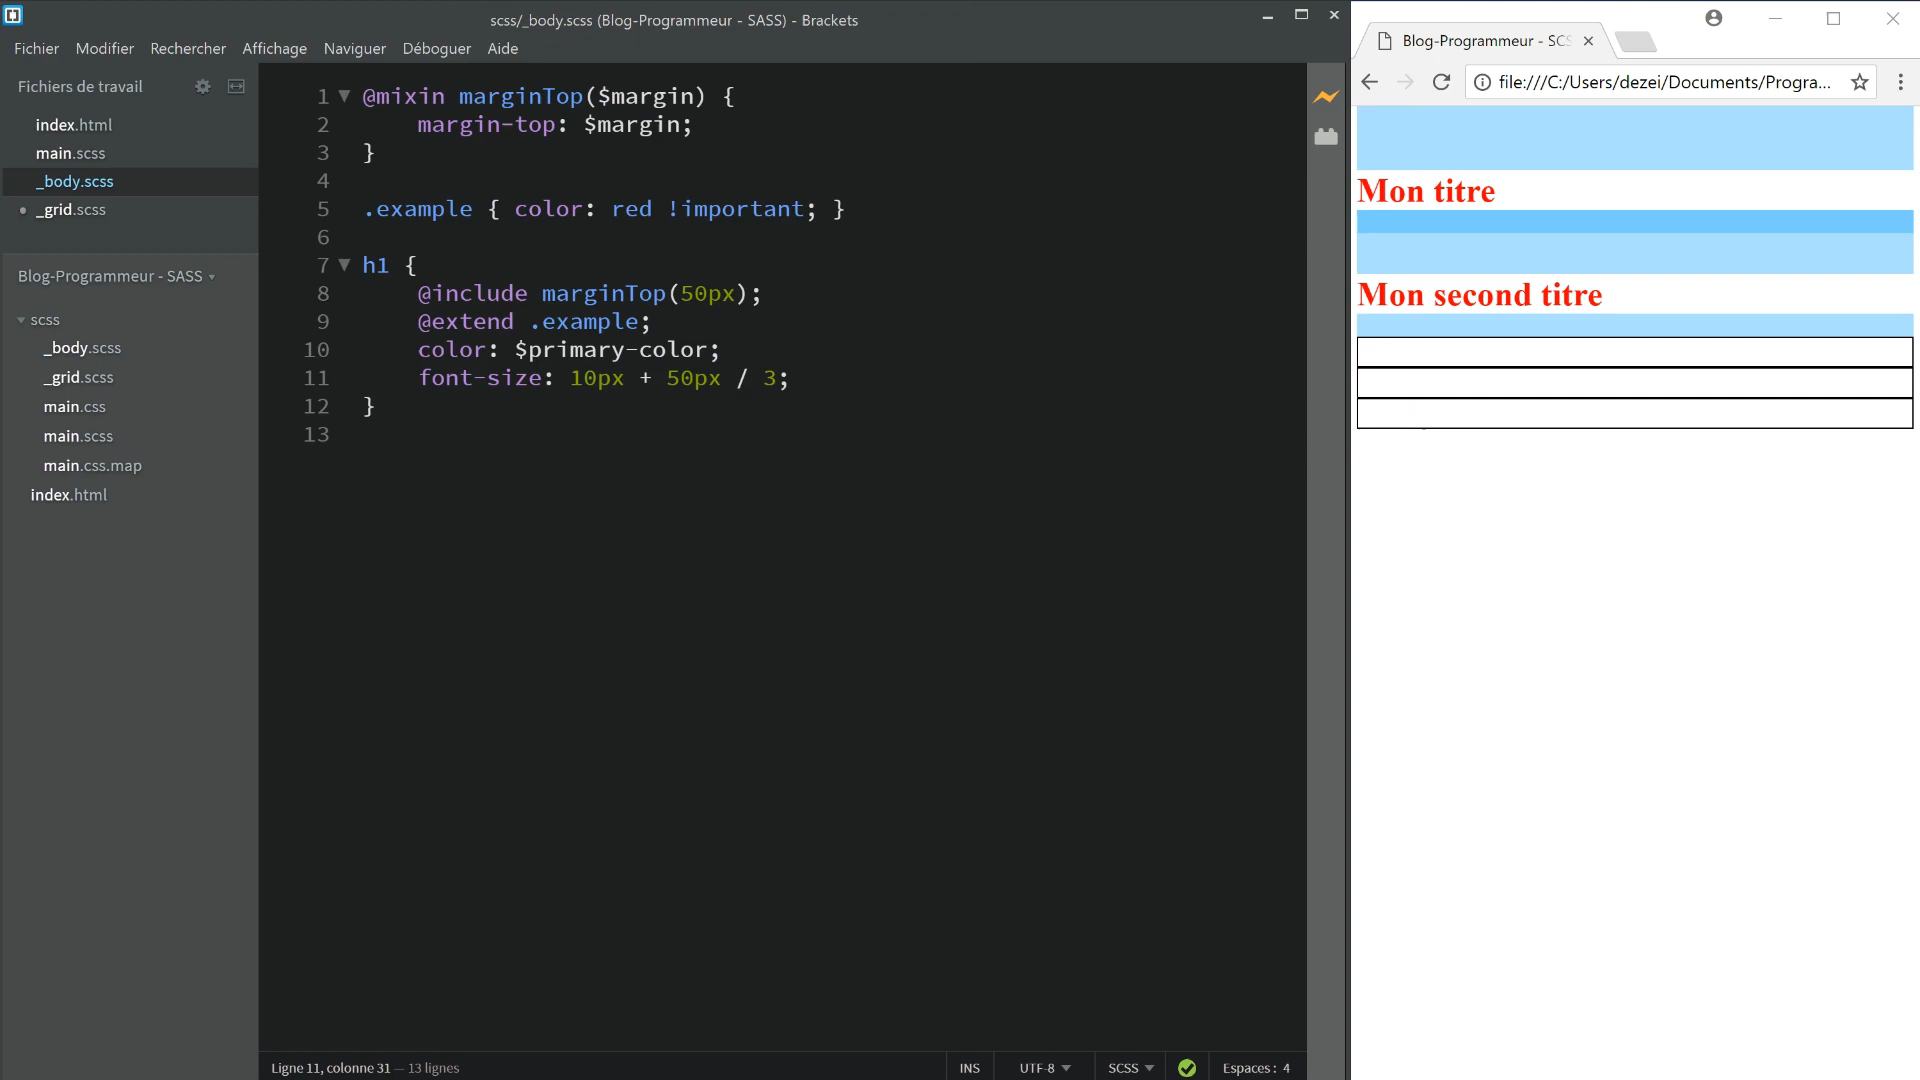 scss/_body.scss (Blog-Programmeur - SASS) - Brackets
Fichier Modifier Rechercher Affichage Naviguer Déboguer Aide
Fichiers de travail
index.html
main.scss
_body.scss
_grid.scss
Blog-Programmeur - SASS
scss
_body.scss
_grid.scss
main.css
main.scss
main.css.map
index.html
1 @mixin marginTop($margin) {
2 margin-top: $margin;
3 }
4
5 .example { color: red !important; }
6
7 h1 {
8 @include marginTop(50px);
9 @extend .example;
10 color: $primary-color;
11 font-size: 10px + 50px / 3;
12 }
13
Ligne 11, colonne 31 — 13 lignes
INS UTF-8 SCSS Espaces : 4
Blog-Programmeur - SCS
file:///C:/Users/dezei/Documents/Progra...
Mon titre
Mon second titre